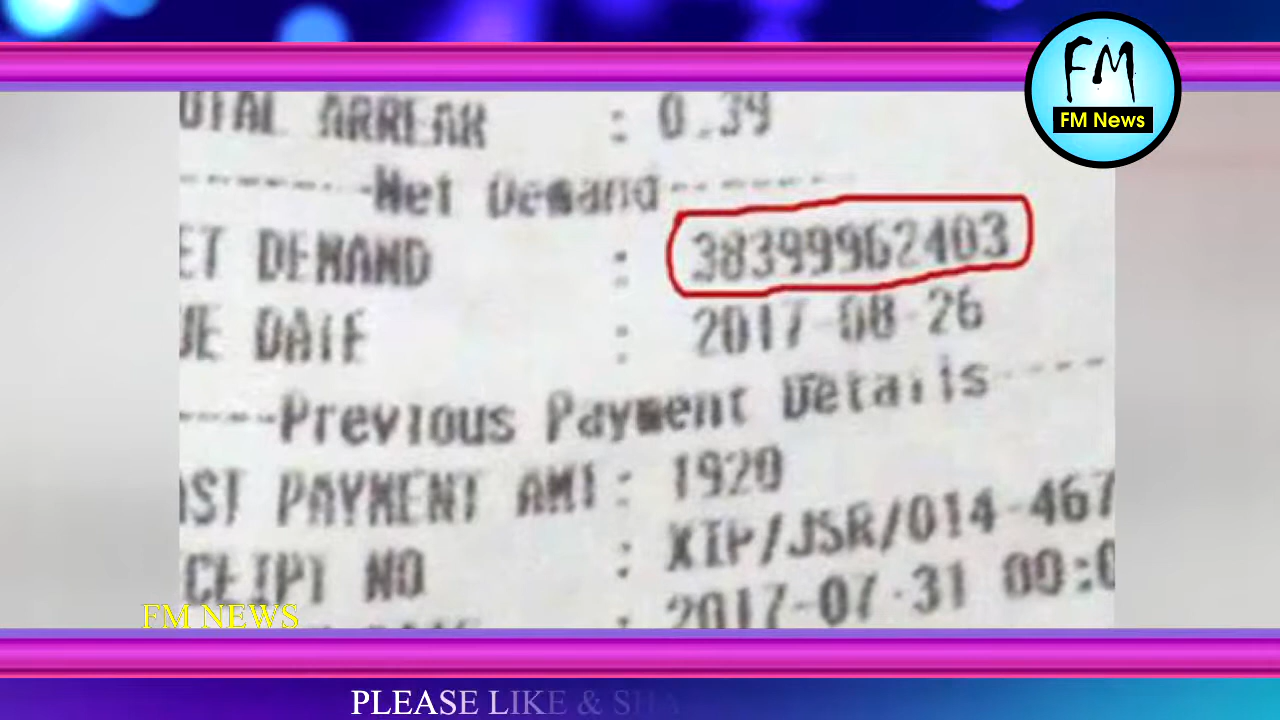 FM
FM News
OTAL ARREAR : 0.39
---------Net Demand---------
ET DEMAND : 38399962403
UE DATE : 2017-08-26
----Previous Payment Details----
AST PAYMENT AMT : 1920
CEIPT NO : XIP/JSR/014-467
: 2017-07-31 00:0
FM NEWS
PLEASE LIKE & SHA